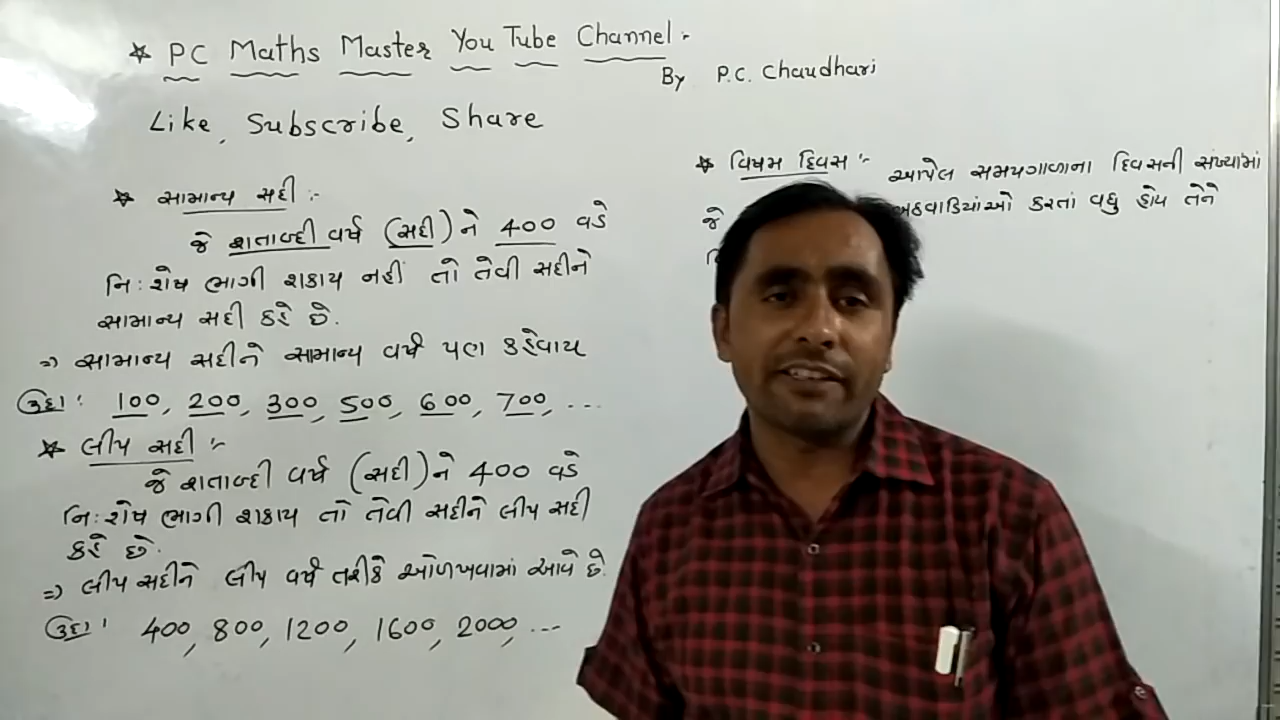 ★ PC Maths Master You Tube Channel :-
By P.C. Chaudhari
Like, Subscribe, Share
★ સામાન્ય સદી :-
જે શતાબ્દી વર્ષ (સદી) ને 400 વડે
નિ:શેષ ભાગી શકાય નહીં તો તેવી સદીને
સામાન્ય સદી કહે છે.
⇒ સામાન્ય સદીને સામાન્ય વર્ષ પણ કહેવાય
ઉદા : 100, 200, 300, 500, 600, 700, ...
★ લીપ સદી :-
જે શતાબ્દી વર્ષ (સદી) ને 400 વડે
નિ:શેષ ભાગી શકાય તો તેવી સદીને લીપ સદી
કહે છે.
⇒ લીપ સદીને લીપ વર્ષ તરીકે ઓળખવામાં આવે છે.
ઉદા : 400, 800, 1200, 1600, 2000, ...
★ વિષમ દિવસ :- આપેલ સમયગાળાના દિવસની સંખ્યામાં
જે અઠવાડિયાંઓ કરતાં વધુ હોય તેને